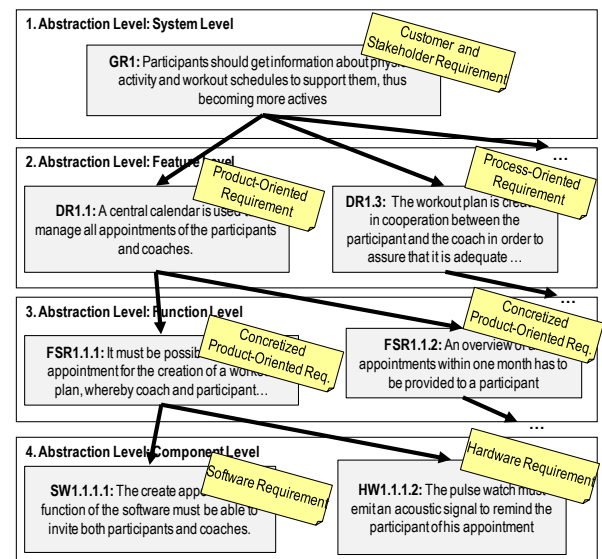 1. Abstraction Level: System Level
Customer and
Stakeholder Requirement
GR1: Participants should get information about
activity and workout schedules to support them, thus
becoming more actives
...
2. Abstraction Level: Feature
Product-Oriented
Requirement
Process-Oriented
Requirement
DR1.1: A central calendar is used
manage all appointments of the participants
and coaches.
DR1.3: The workout plan is
in cooperation between the
participant and the coach in order to
assure that it is adequate ...
...
3. Abstraction Level: Function Level
Concretized
Product-Oriented Req.
Concretized
Product-Oriented Req.
FSR1.1.1: It must be
appointment for the creation of a
plan, whereby coach and participant...
FSR1.1.2: An overview
appointments within one month has to
be provided to a participant
...
4. Abstraction Level: Component Level
Software Requirement
Hardware Requirement
SW1.1.1.1: The create
function of the software must be able to
invite both participants and coaches.
HW1.1.1.2: The pulse watch must
emit an acoustic signal to remind the
participant of his appointment